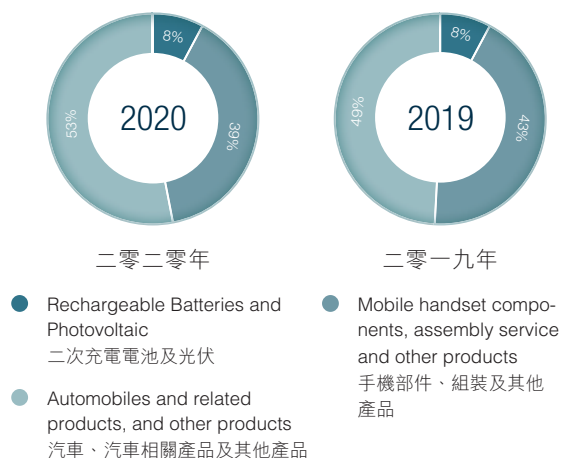 8%
53%
2020
39%
二零二零年
8%
49%
2019
43%
二零一九年
Rechargeable Batteries and
Photovoltaic
二次充電電池及光伏
Automobiles and related
products, and other products
汽車、汽車相關產品及其他產品
Mobile handset compo-
nents, assembly service
and other products
手機部件、組裝及其他
產品